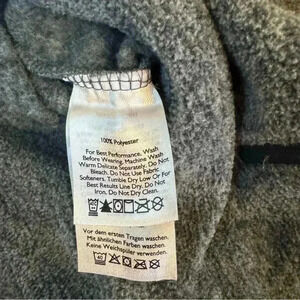 100% Polyester
For Best Performance, Wash
Before Wearing, Machine Wash
Warm Delicate Separately. Do Not
Bleach. Do Not Use Fabric
Softeners. Tumble Dry Low Or For
Best Results Line Dry. Do Not
Iron. Do Not Dry Clean.
Vor dem ersten Tragen waschen.
Mit ähnlichen Farben waschen.
Keine Weichspüler verwenden.
40